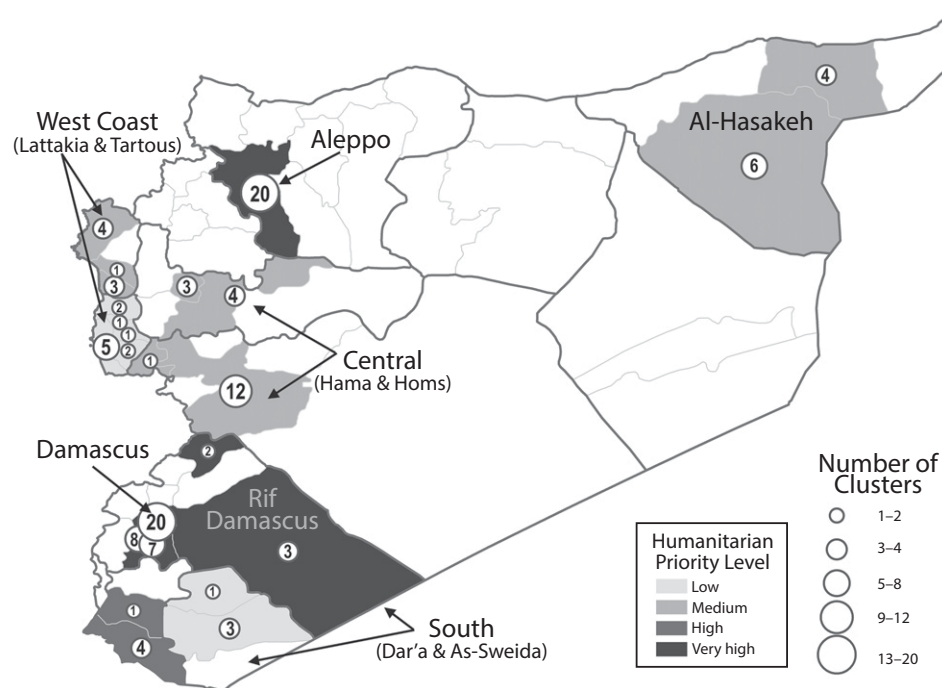 4
West Coast
(Lattakia & Tartous)
Aleppo
Al-Hasakeh
20
6
4
1
3
3
4
2
1
1
5
2
1
Central
(Hama & Homs)
12
Damascus
2
Rif
Damascus
20
8
7
3
1
1
3
4
South
(Dar'a & As-Sweida)
Humanitarian
Priority Level
Low
Medium
High
Very high
Number of
Clusters
1–2
3–4
5–8
9–12
13–20